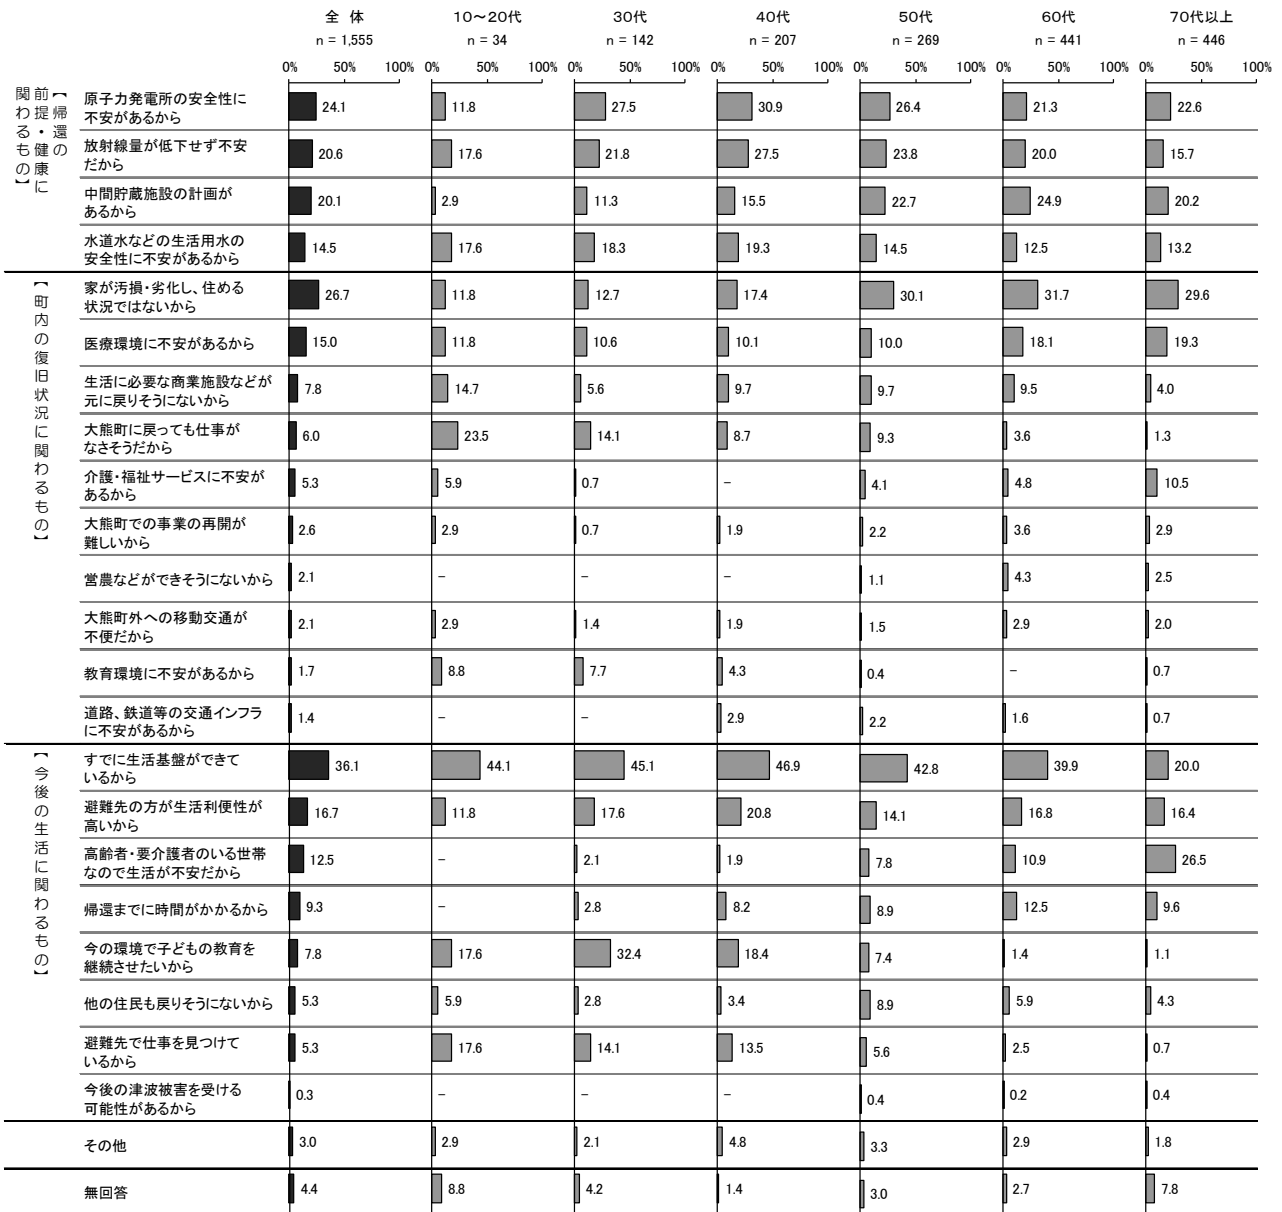 全 体 10～20代 30代 40代 50代 60代 70代以上
n = 1,555 n = 34 n = 142 n = 207 n = 269 n = 441 n = 446
0% 50% 100% 0% 50% 100% 0% 50% 100% 0% 50% 100% 0% 50% 100% 0% 50% 100% 0% 50% 100%
【帰還の
前提・健康に
関わるもの】
原子力発電所の安全性に
不安があるから
24.1 11.8 27.5 30.9 26.4 21.3 22.6
放射線量が低下せず不安
だから
20.6 17.6 21.8 27.5 23.8 20.0 15.7
中間貯蔵施設の計画が
あるから
20.1 2.9 11.3 15.5 22.7 24.9 20.2
水道水などの生活用水の
安全性に不安があるから
14.5 17.6 18.3 19.3 14.5 12.5 13.2
【町内の復旧状況に関わるもの】
家が汚損・劣化し、住める
状況ではないから
26.7 11.8 12.7 17.4 30.1 31.7 29.6
医療環境に不安があるから
15.0 11.8 10.6 10.1 10.0 18.1 19.3
生活に必要な商業施設などが
元に戻りそうにないから
7.8 14.7 5.6 9.7 9.7 9.5 4.0
大熊町に戻っても仕事が
なさそうだから
6.0 23.5 14.1 8.7 9.3 3.6 1.3
介護・福祉サービスに不安が
あるから
5.3 5.9 0.7 － 4.1 4.8 10.5
大熊町での事業の再開が
難しいから
2.6 2.9 0.7 1.9 2.2 3.6 2.9
営農などができそうにないから
2.1 － － － 1.1 4.3 2.5
大熊町外への移動交通が
不便だから
2.1 2.9 1.4 1.9 1.5 2.9 2.0
教育環境に不安があるから
1.7 8.8 7.7 4.3 0.4 － 0.7
道路、鉄道等の交通インフラ
に不安があるから
1.4 － － 2.9 2.2 1.6 0.7
【今後の生活に関わるもの】
すでに生活基盤ができて
いるから
36.1 44.1 45.1 46.9 42.8 39.9 20.0
避難先の方が生活利便性が
高いから
16.7 11.8 17.6 20.8 14.1 16.8 16.4
高齢者・要介護者のいる世帯
なので生活が不安だから
12.5 － 2.1 1.9 7.8 10.9 26.5
帰還までに時間がかかるから
9.3 － 2.8 8.2 8.9 12.5 9.6
今の環境で子どもの教育を
継続させたいから
7.8 17.6 32.4 18.4 7.4 1.4 1.1
他の住民も戻りそうにないから
5.3 5.9 2.8 3.4 8.9 5.9 4.3
避難先で仕事を見つけて
いるから
5.3 17.6 14.1 13.5 5.6 2.5 0.7
今後の津波被害を受ける
可能性があるから
0.3 － － － 0.4 0.2 0.4
その他
3.0 2.9 2.1 4.8 3.3 2.9 1.8
無回答
4.4 8.8 4.2 1.4 3.0 2.7 7.8